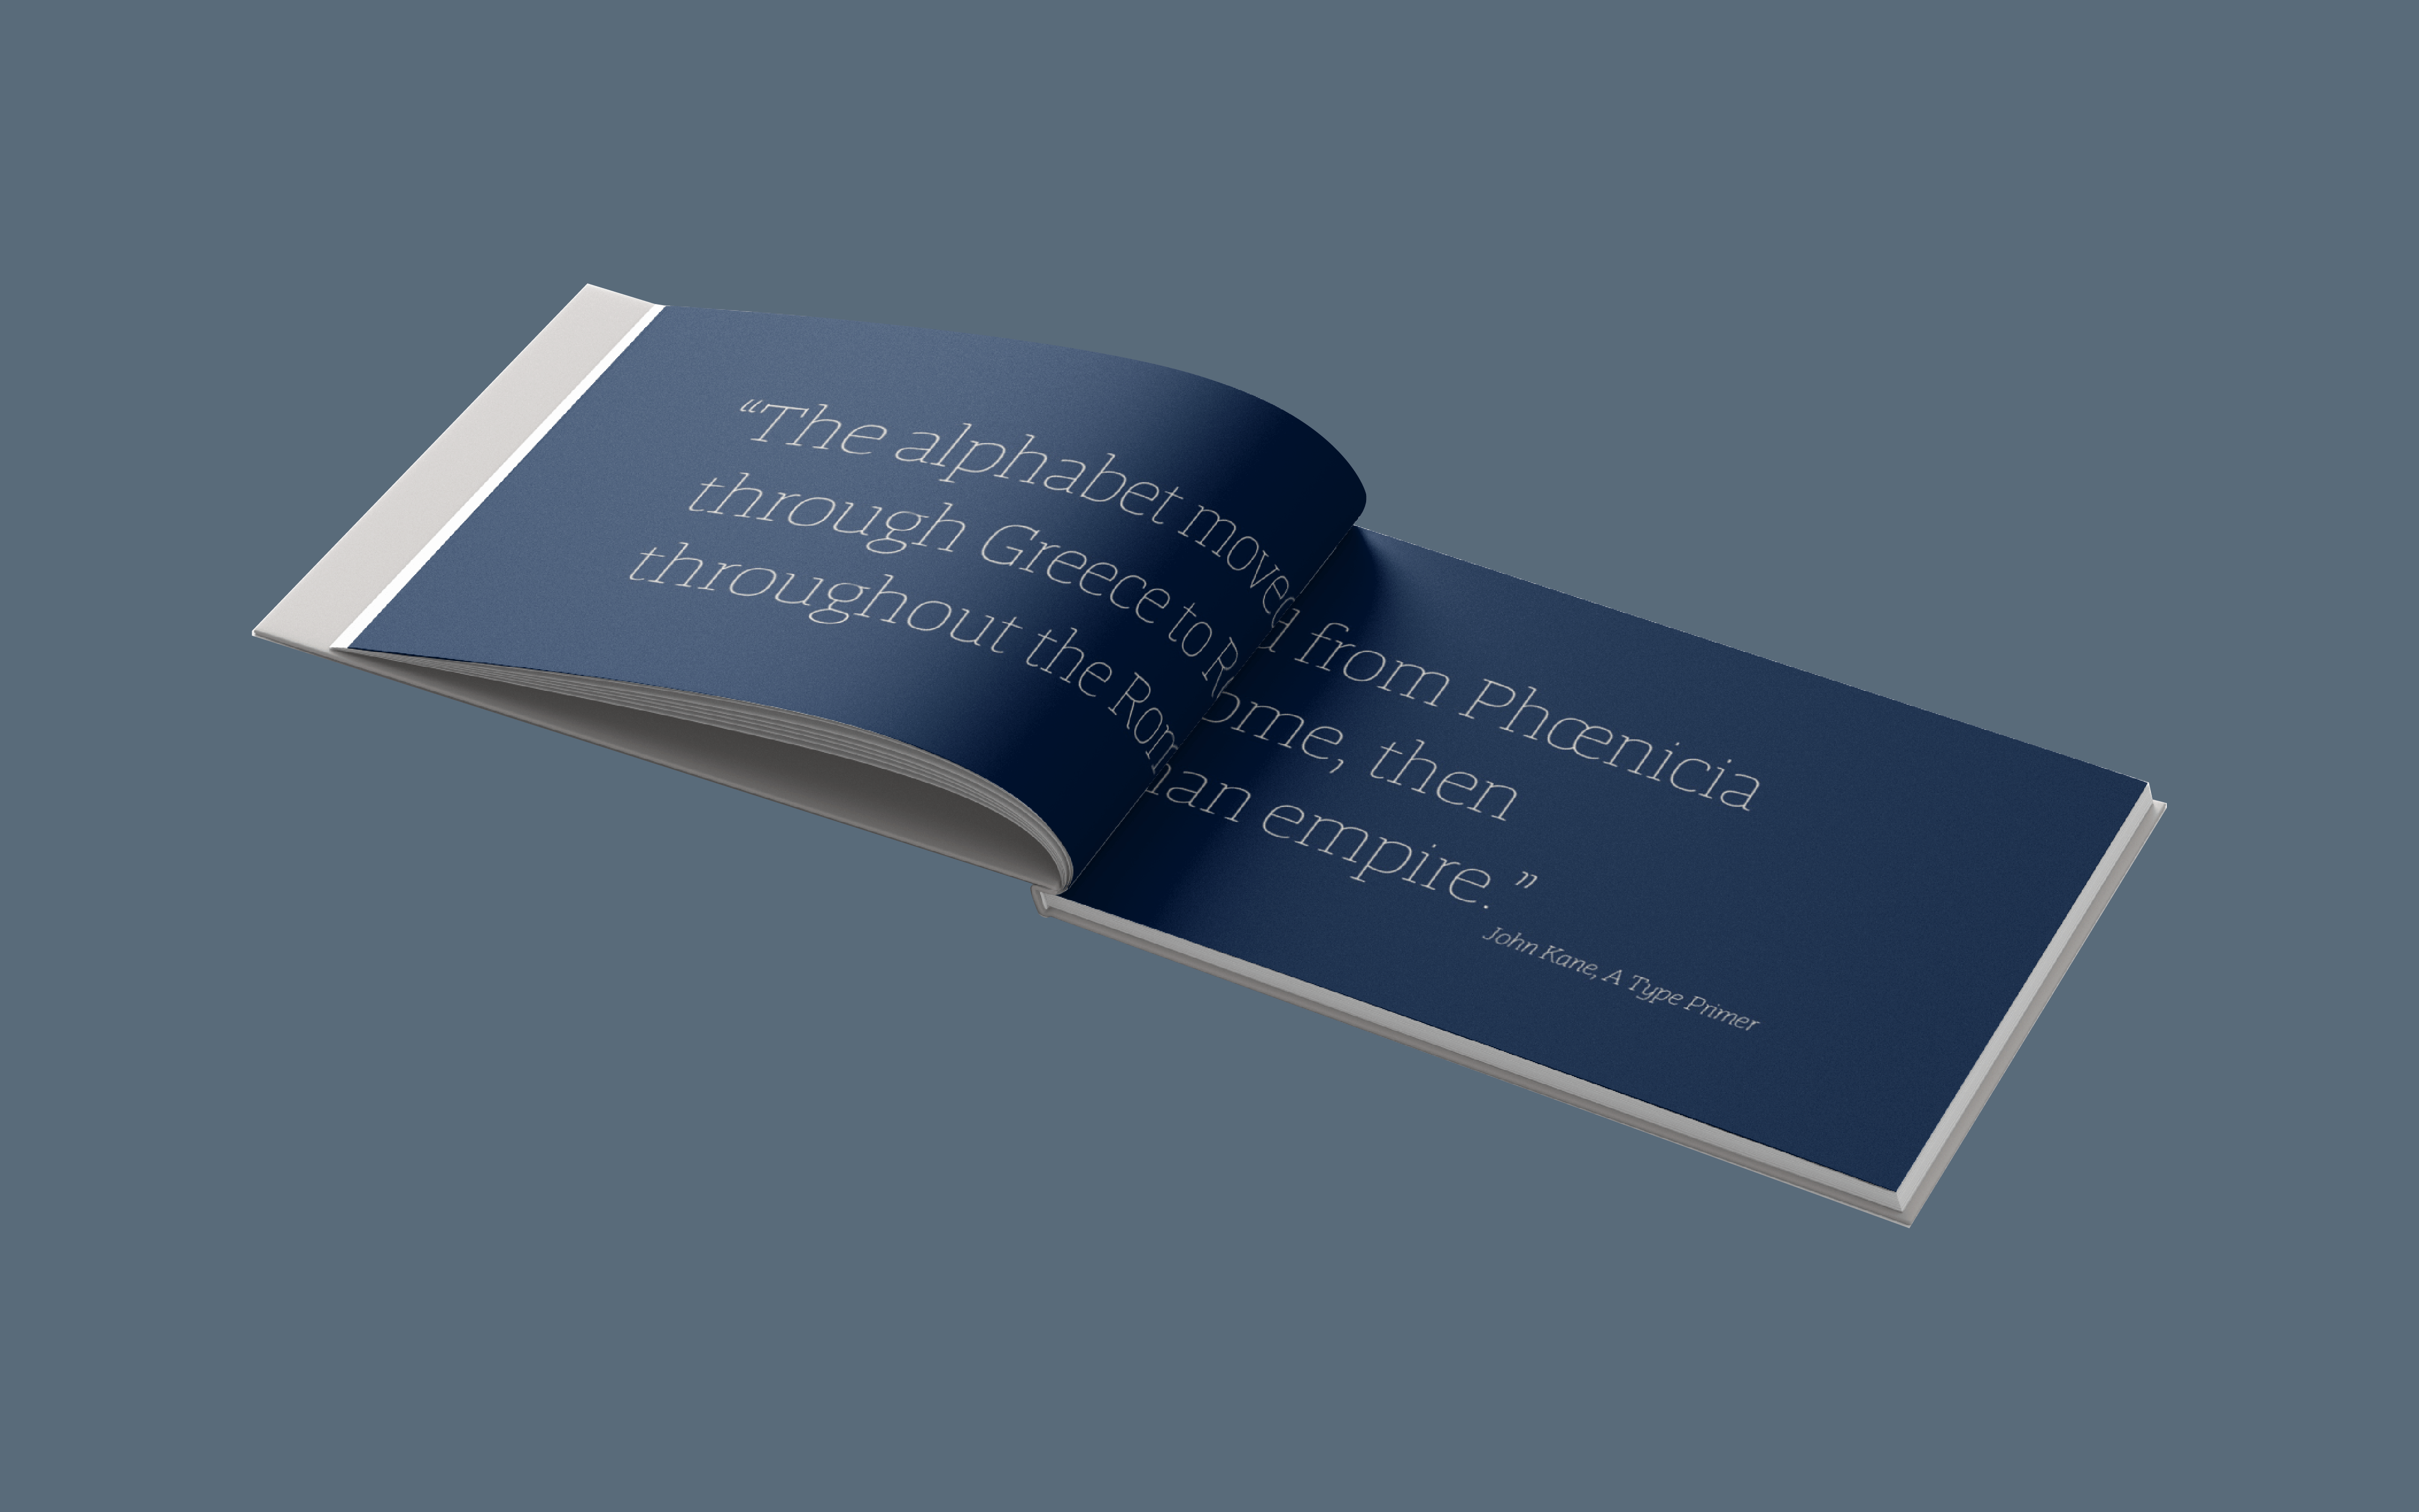 “The alphabet moved from Phœnicia
through Greece to Rome, then
throughout the Roman empire.”
John Kane, A Type Primer